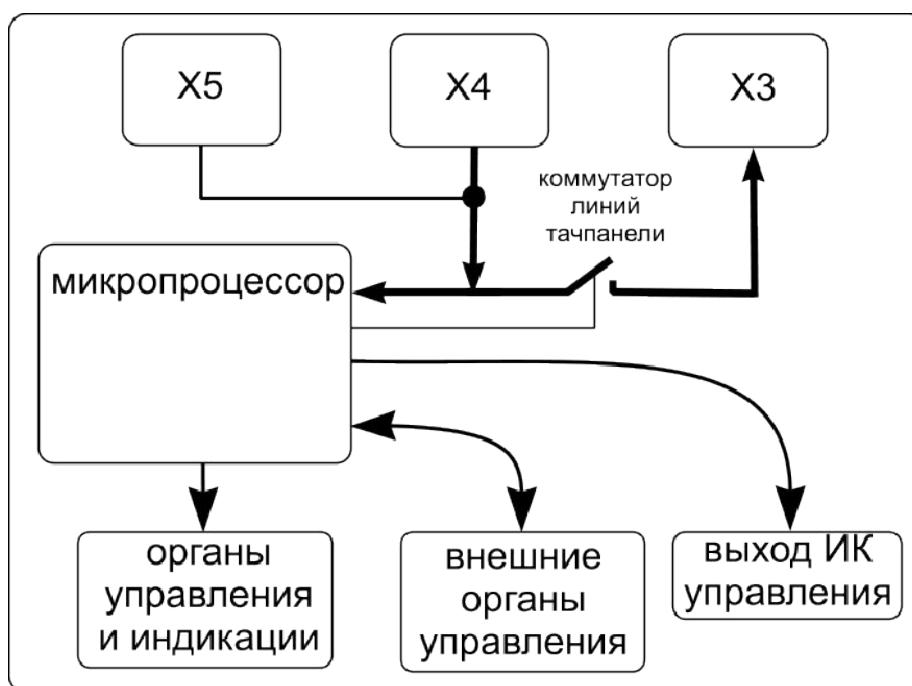 X5
X4
X3
коммутатор
линий
тачпанели
микропроцессор
органы
управления
и индикации
внешние
органы
управления
выход ИК
управления